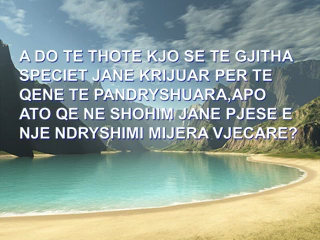 A DO TE THOTE KJO SE TE GJITHA
SPECIET JANE KRIJUAR PER TE
QENE TE PANDRYSHUARA,APO
ATO QE NE SHOHIM JANE PJESE E
NJE NDRYSHIMI MIJERA VJECARE?